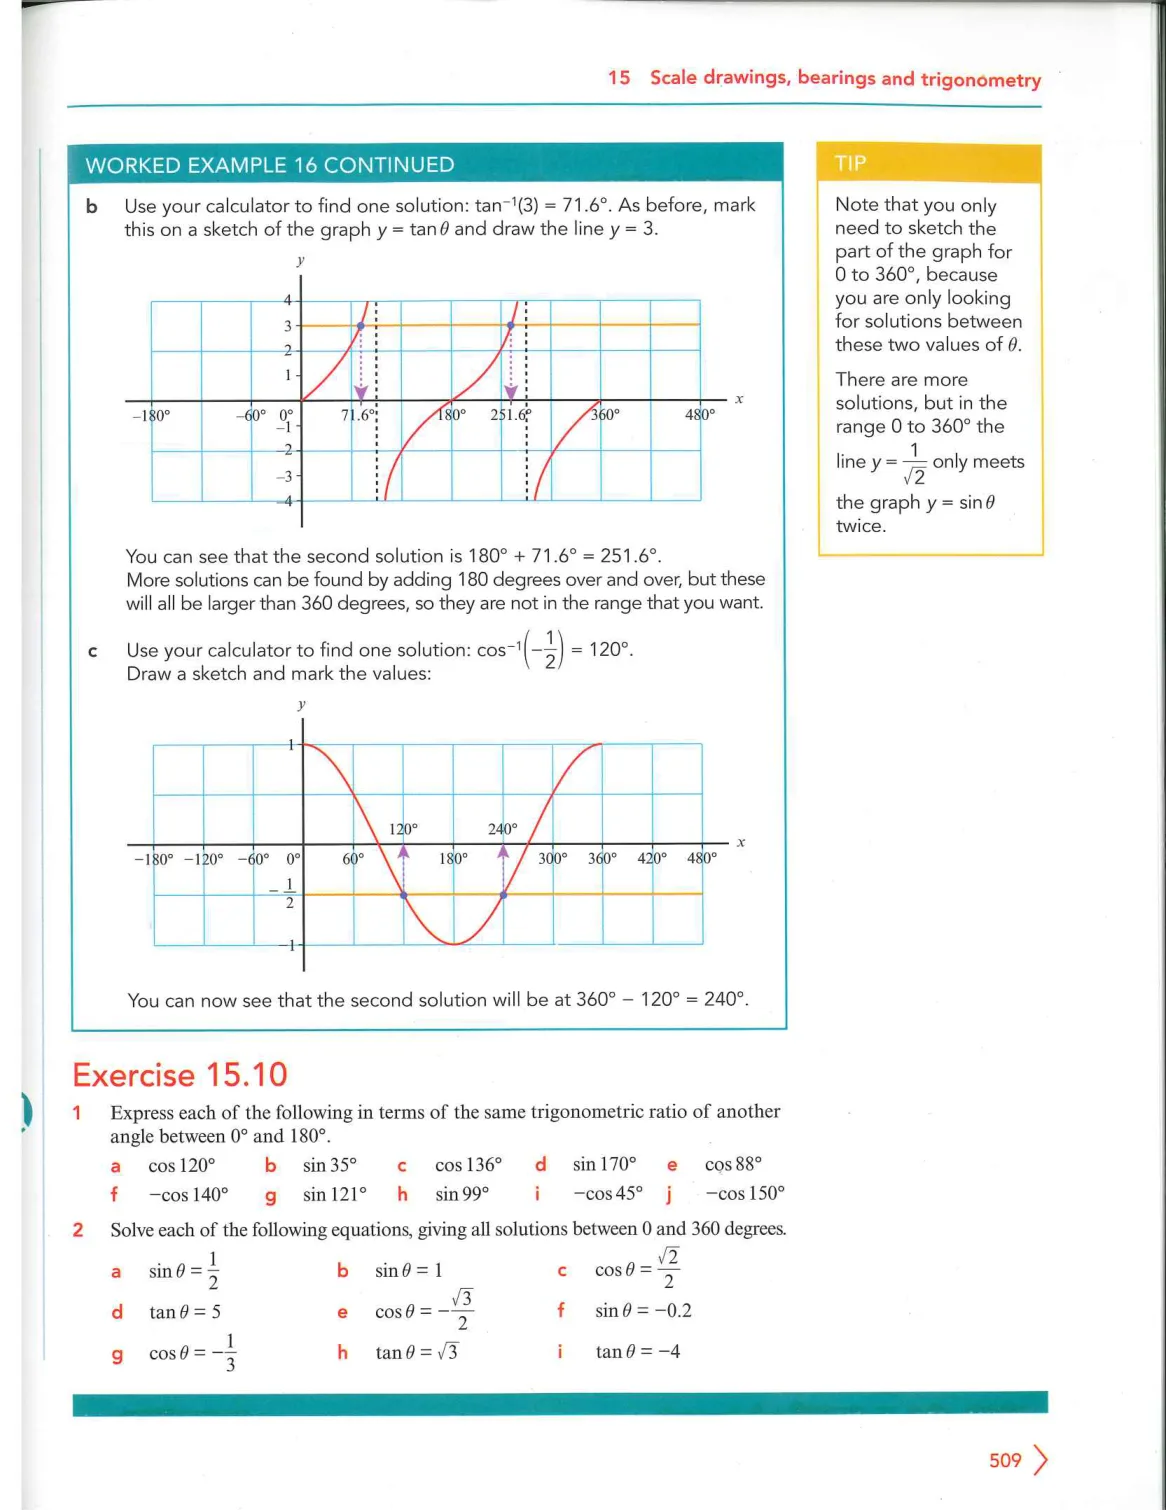 15 Scale drawings, bearings and trigonometry
WORKED EXAMPLE 16 CONTINUED
b Use your calculator to find one solution: tan⁻¹(3) = 71.6°. As before, mark
this on a sketch of the graph y = tan θ and draw the line y = 3.
y
4
3
2
1
−180° −60° 0° 71.6° 180° 251.6° 360° 480° x
−1
−2
−3
−4
You can see that the second solution is 180° + 71.6° = 251.6°.
More solutions can be found by adding 180 degrees over and over, but these
will all be larger than 360 degrees, so they are not in the range that you want.
c Use your calculator to find one solution: cos⁻¹(−1/2) = 120°.
Draw a sketch and mark the values:
y
1
120° 240°
x
−180° −120° −60° 0° 60° 180° 300° 360° 420° 480°
−1/2
−1
You can now see that the second solution will be at 360° − 120° = 240°.
TIP
Note that you only
need to sketch the
part of the graph for
0 to 360°, because
you are only looking
for solutions between
these two values of θ.
There are more
solutions, but in the
range 0 to 360° the
line y = 1/√2 only meets
the graph y = sin θ
twice.
Exercise 15.10
1 Express each of the following in terms of the same trigonometric ratio of another
angle between 0° and 180°.
a cos 120° b sin 35° c cos 136° d sin 170° e cos 88°
f −cos 140° g sin 121° h sin 99° i −cos 45° j −cos 150°
2 Solve each of the following equations, giving all solutions between 0 and 360 degrees.
a sin θ = 1/2 b sin θ = 1 c cos θ = √2/2
d tan θ = 5 e cos θ = −√3/2 f sin θ = −0.2
g cos θ = −1/3 h tan θ = √3 i tan θ = −4
509